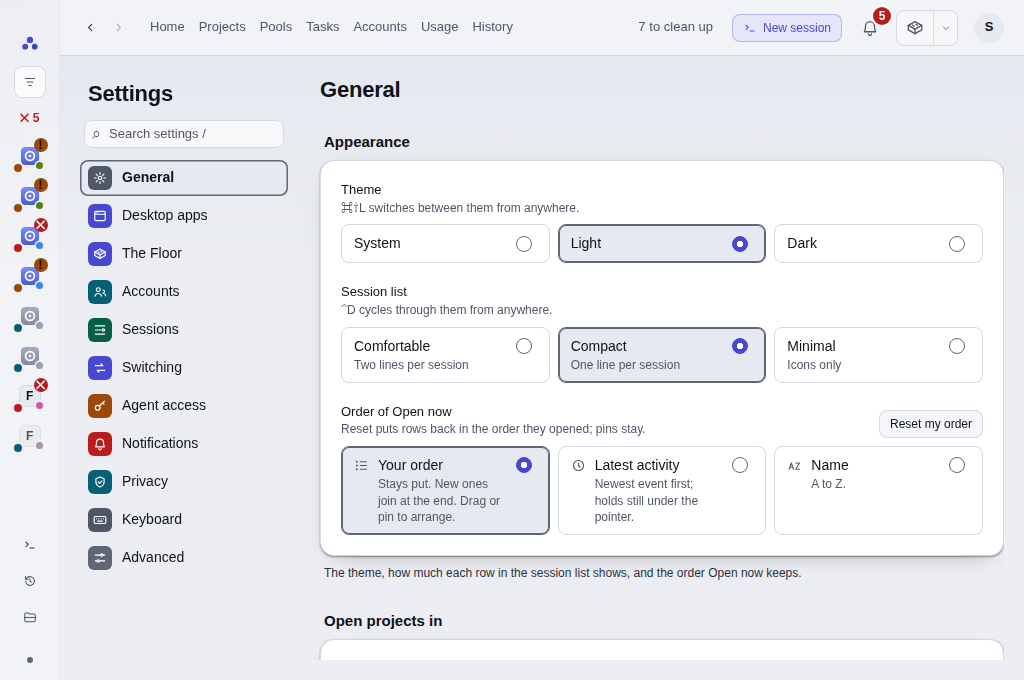 Home Projects Pools Tasks Accounts Usage History
7 to clean up
New session
5
S
5
!
!
!
F
F
Settings
Search settings /
General
Desktop apps
The Floor
Accounts
Sessions
Switching
Agent access
Notifications
Privacy
Keyboard
Advanced
General
Appearance
Theme
⌘⇧L switches between them from anywhere.
System
Light
Dark
Session list
^D cycles through them from anywhere.
Comfortable
Two lines per session
Compact
One line per session
Minimal
Icons only
Order of Open now
Reset puts rows back in the order they opened; pins stay.
Reset my order
Your order
Stays put. New ones
join at the end. Drag or
pin to arrange.
Latest activity
Newest event first;
holds still under the
pointer.
AZ Name
A to Z.
The theme, how much each row in the session list shows, and the order Open now keeps.
Open projects in